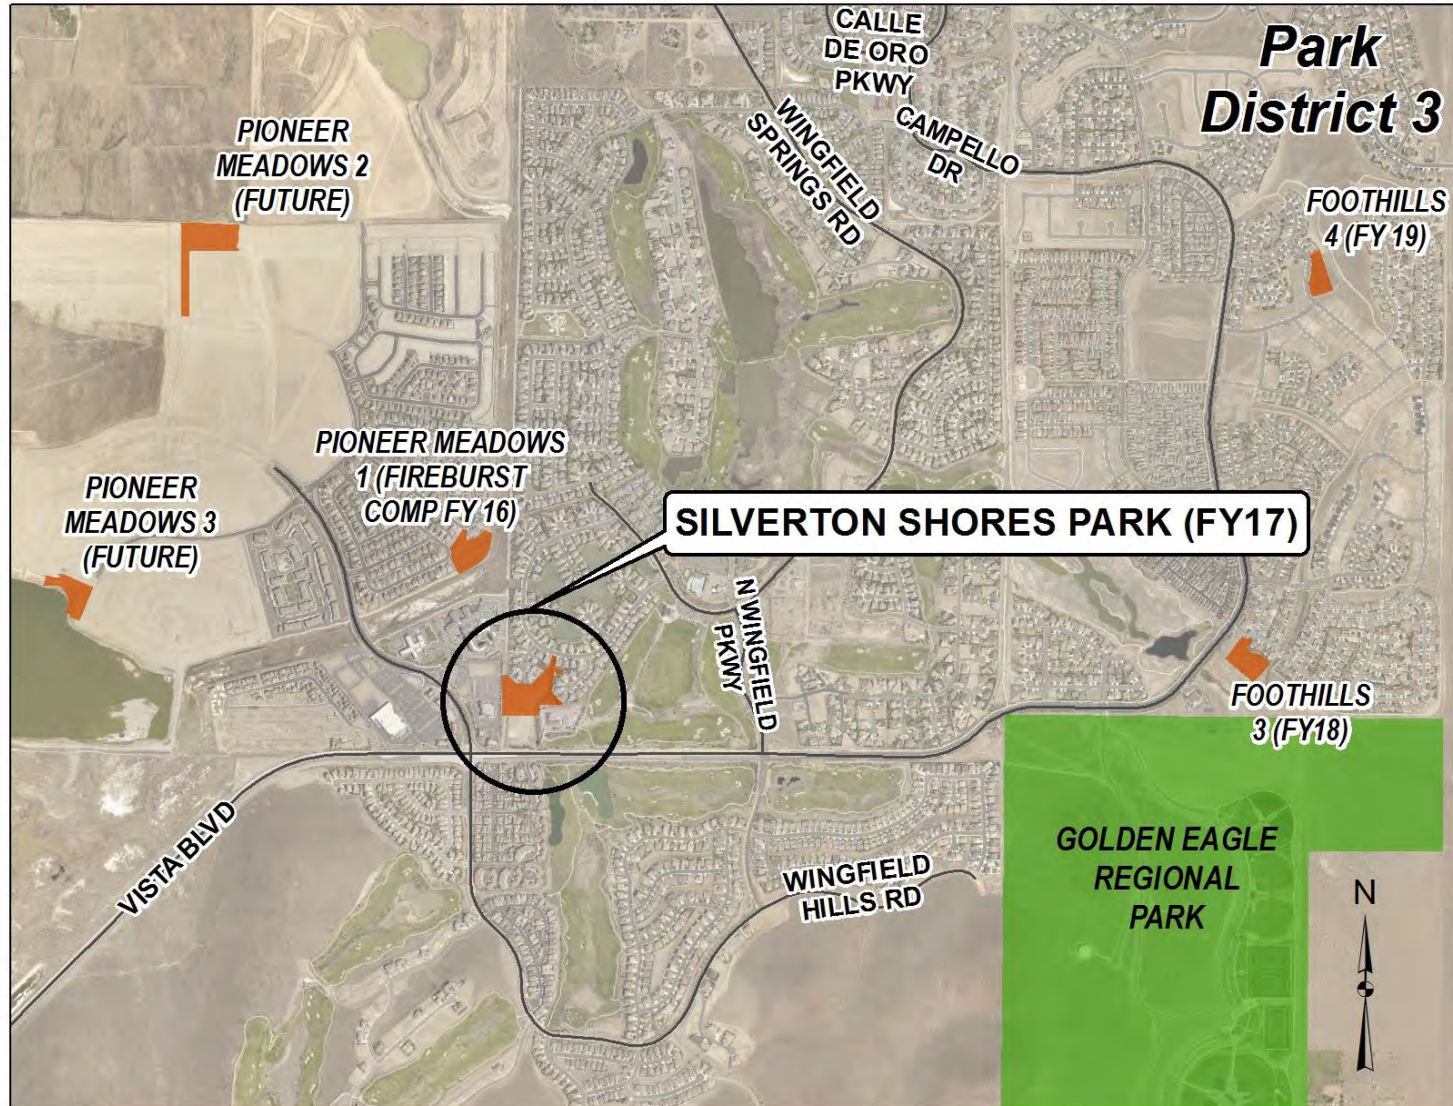 Park
District 3
CALLE
DE ORO
PKWY
WINGFIELD
SPRINGS RD
CAMPELLO
DR
PIONEER
MEADOWS 2
(FUTURE)
FOOTHILLS
4 (FY 19)
PIONEER MEADOWS
1 (FIREBURST
COMP FY 16)
PIONEER
MEADOWS 3
(FUTURE)
SILVERTON SHORES PARK (FY17)
N WINGFIELD
PKWY
FOOTHILLS
3 (FY18)
VISTA BLVD
WINGFIELD
HILLS RD
GOLDEN EAGLE
REGIONAL
PARK
N